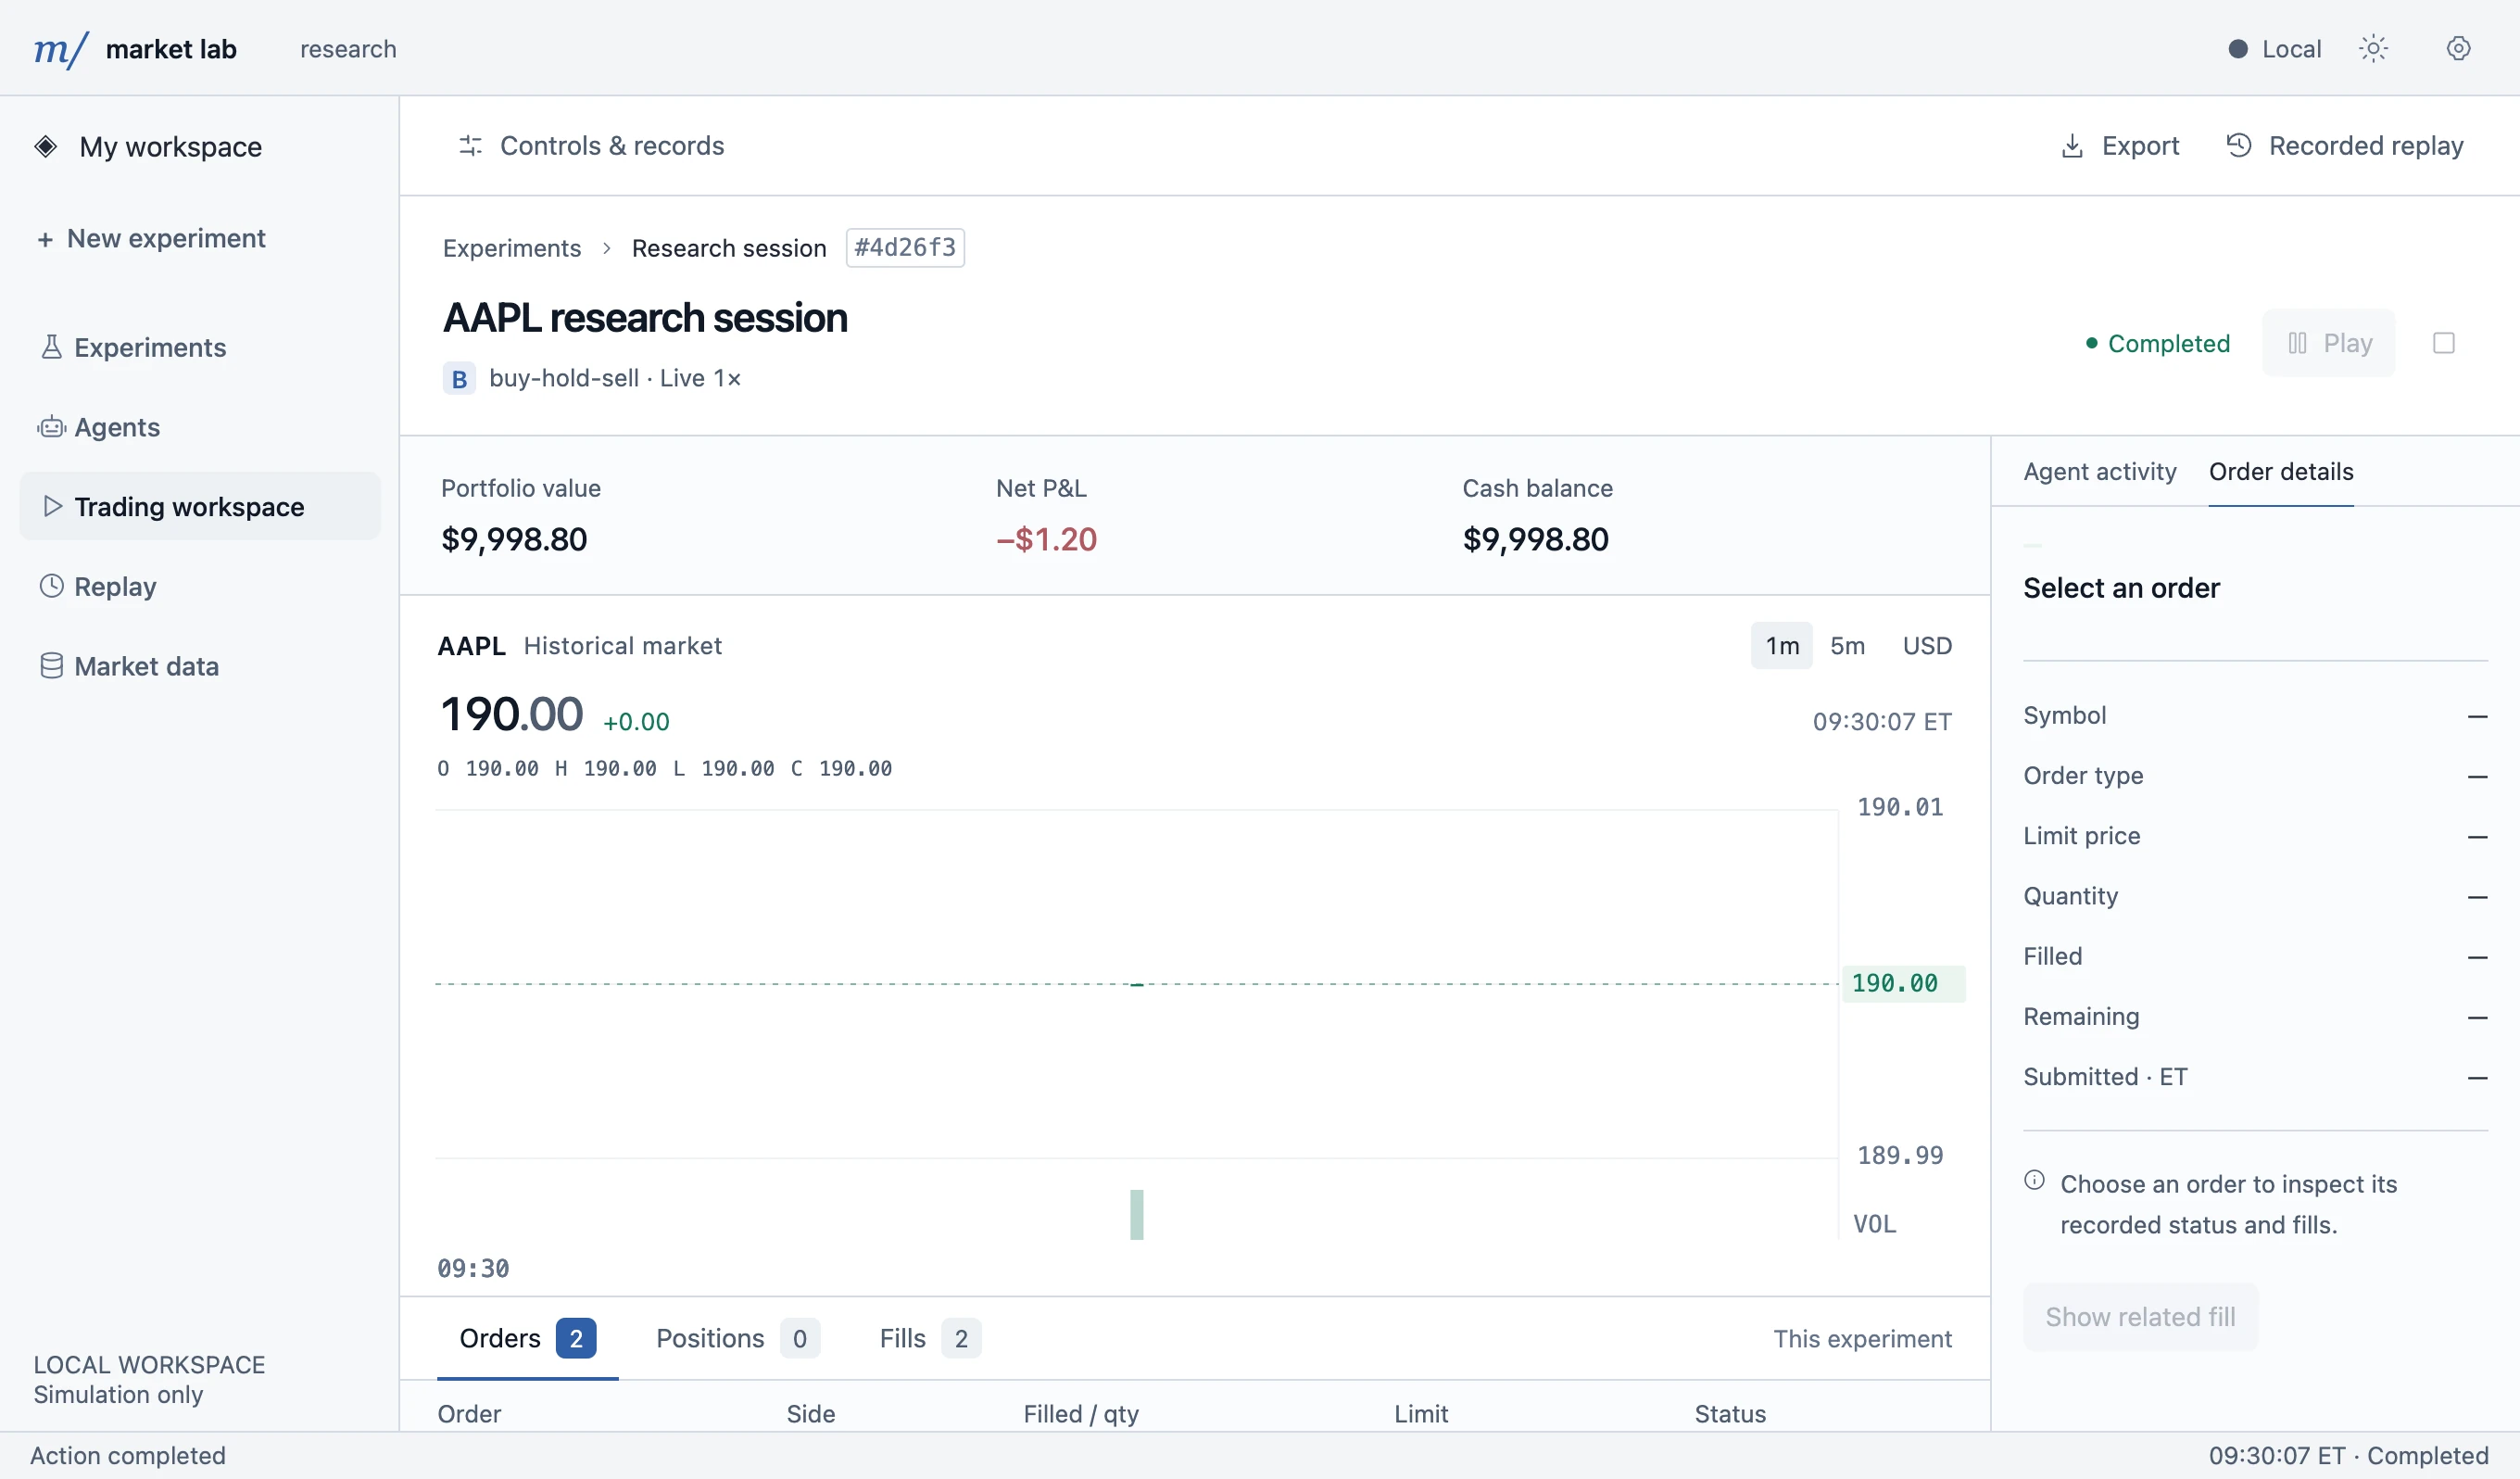 m/ market lab research Local
My workspace
+ New experiment
Experiments
Agents
Trading workspace
Replay
Market data
LOCAL WORKSPACE
Simulation only
Controls & records Export Recorded replay
Experiments > Research session #4d26f3
AAPL research session
B buy-hold-sell · Live 1×
Completed Play
Portfolio value Net P&L Cash balance
$9,998.80 –$1.20 $9,998.80
AAPL Historical market 1m 5m USD
190.00 +0.00 09:30:07 ET
O 190.00 H 190.00 L 190.00 C 190.00
190.01
190.00
189.99
VOL
09:30
Orders 2 Positions 0 Fills 2 This experiment
Order Side Filled / qty Limit Status
Agent activity Order details
Select an order
Symbol —
Order type —
Limit price —
Quantity —
Filled —
Remaining —
Submitted · ET —
Choose an order to inspect its
recorded status and fills.
Show related fill
Action completed 09:30:07 ET · Completed